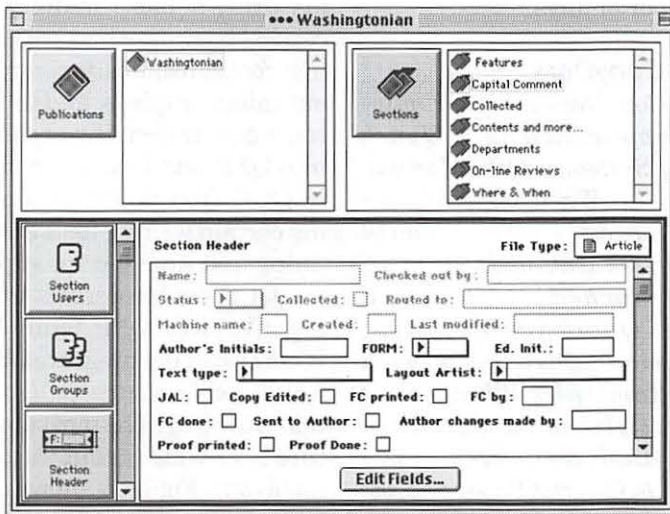 ••• Washingtonian
Publications
Washingtonian
Sections
Features
Capital Comment
Collected
Contents and more...
Departments
On-line Reviews
Where & When
Section Users
Section Groups
F:
Section Header
Section Header
File Type: Article
Name: Checked out by:
Status: Collected: Routed to:
Machine name: Created: Last modified:
Author's Initials: FORM: Ed. Init.:
Text type: Layout Artist:
JAL: Copy Edited: FC printed: FC by:
FC done: Sent to Author: Author changes made by:
Proof printed: Proof Done:
Edit Fields...